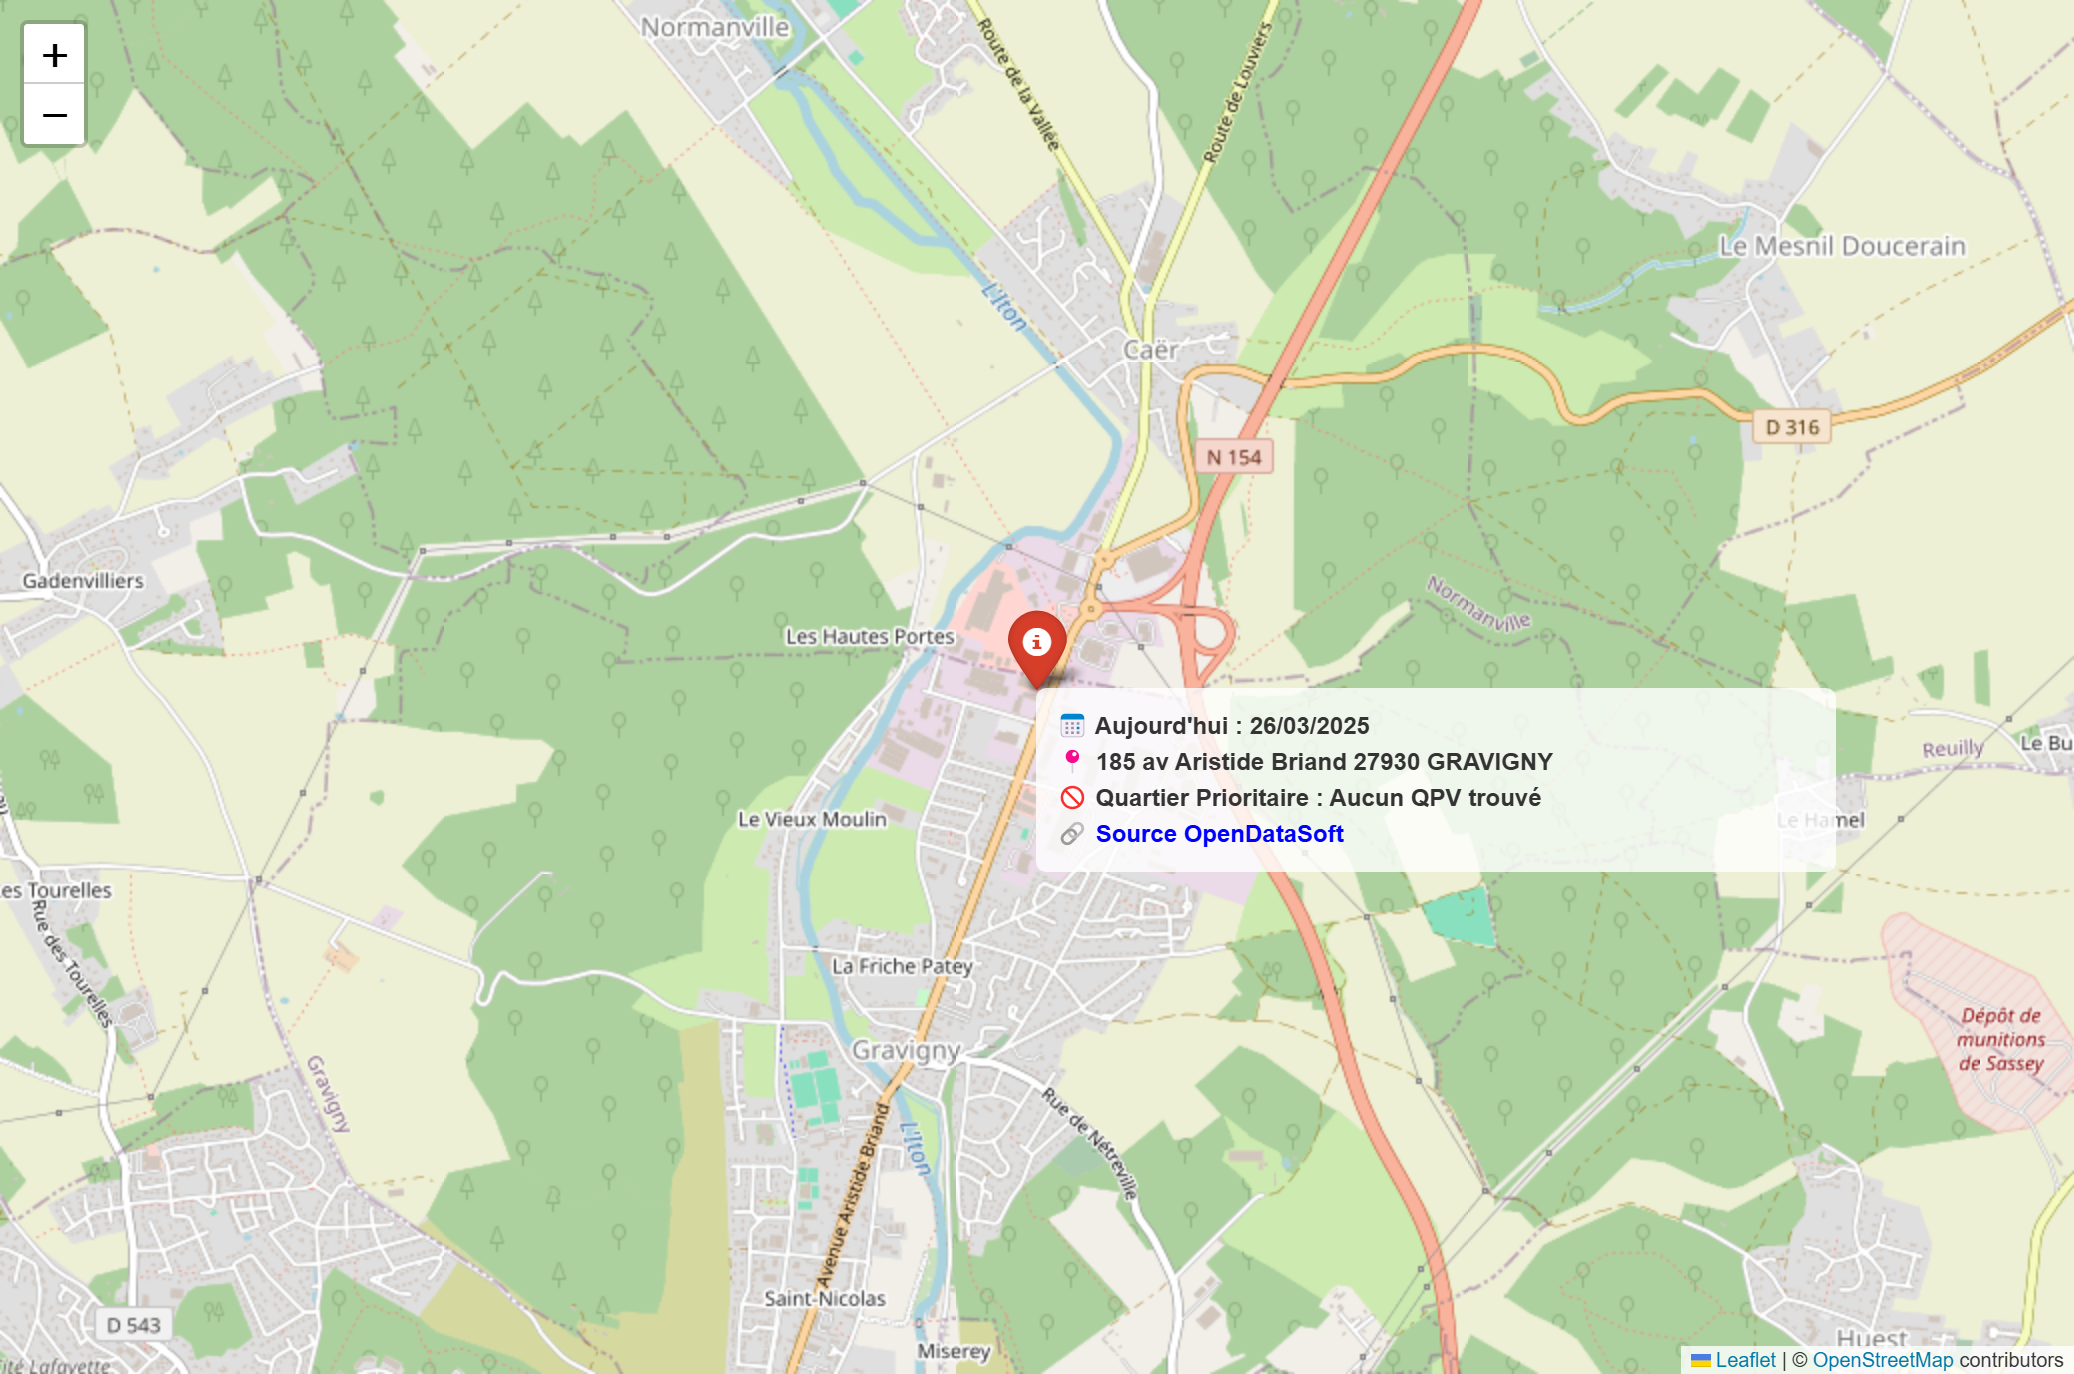 +
−
Normanville
Route de la Vallée
Route de Louviers
Le Mesnil Doucerain
L'Iton
Caër
D 316
N 154
Gadenvilliers
Normanville
Les Hautes Portes
Aujourd'hui : 26/03/2025
185 av Aristide Briand 27930 GRAVIGNY
Quartier Prioritaire : Aucun QPV trouvé
Source OpenDataSoft
Reuilly
Le Bu
Le Vieux Moulin
Le Hamel
es Tourelles
Rue des Tourelles
La Friche Patey
Dépôt de
munitions
de Sassey
Gravigny
Gravigny
Rue de Nétreville
L'Iton
Avenue Aristide Briand
Saint-Nicolas
D 543
Miserey
Huest
ité Lafayette
Leaflet | © OpenStreetMap contributors